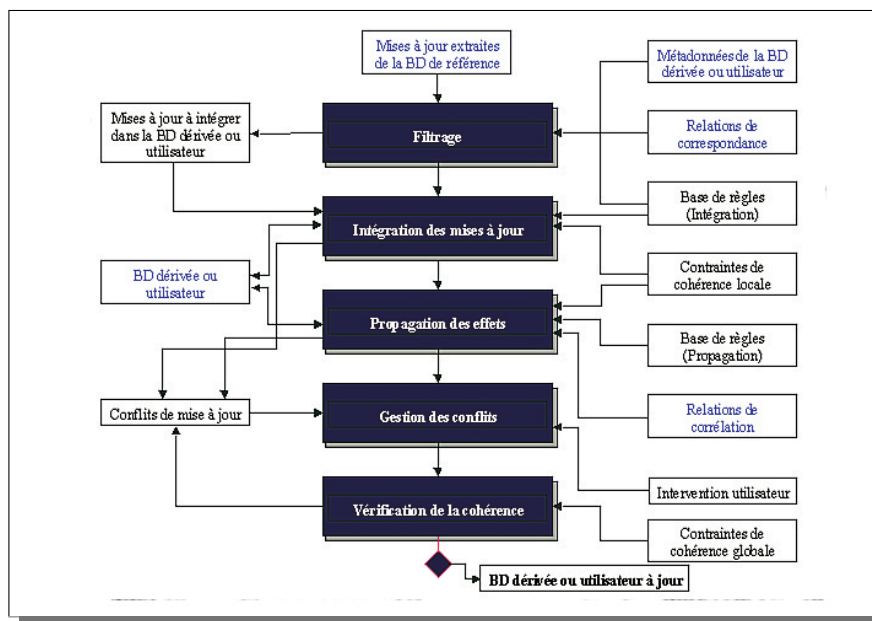 Mises à jour extraites
de la BD de référence
Métadonnées de la BD
dérivée ou utilisateur
Mises à jour à intégrer
dans la BD dérivée ou
utilisateur
Filtrage
Relations de
correspondance
Base de règles
(Intégration)
Intégration des mises à jour
BD dérivée ou
utilisateur
Contraintes de
cohérence locale
Propagation des effets
Base de règles
(Propagation)
Conflits de mise à jour
Gestion des conflits
Relations de
corrélation
Intervention utilisateur
Vérification de la cohérence
Contraintes de
cohérence globale
BD dérivée ou utilisateur à jour